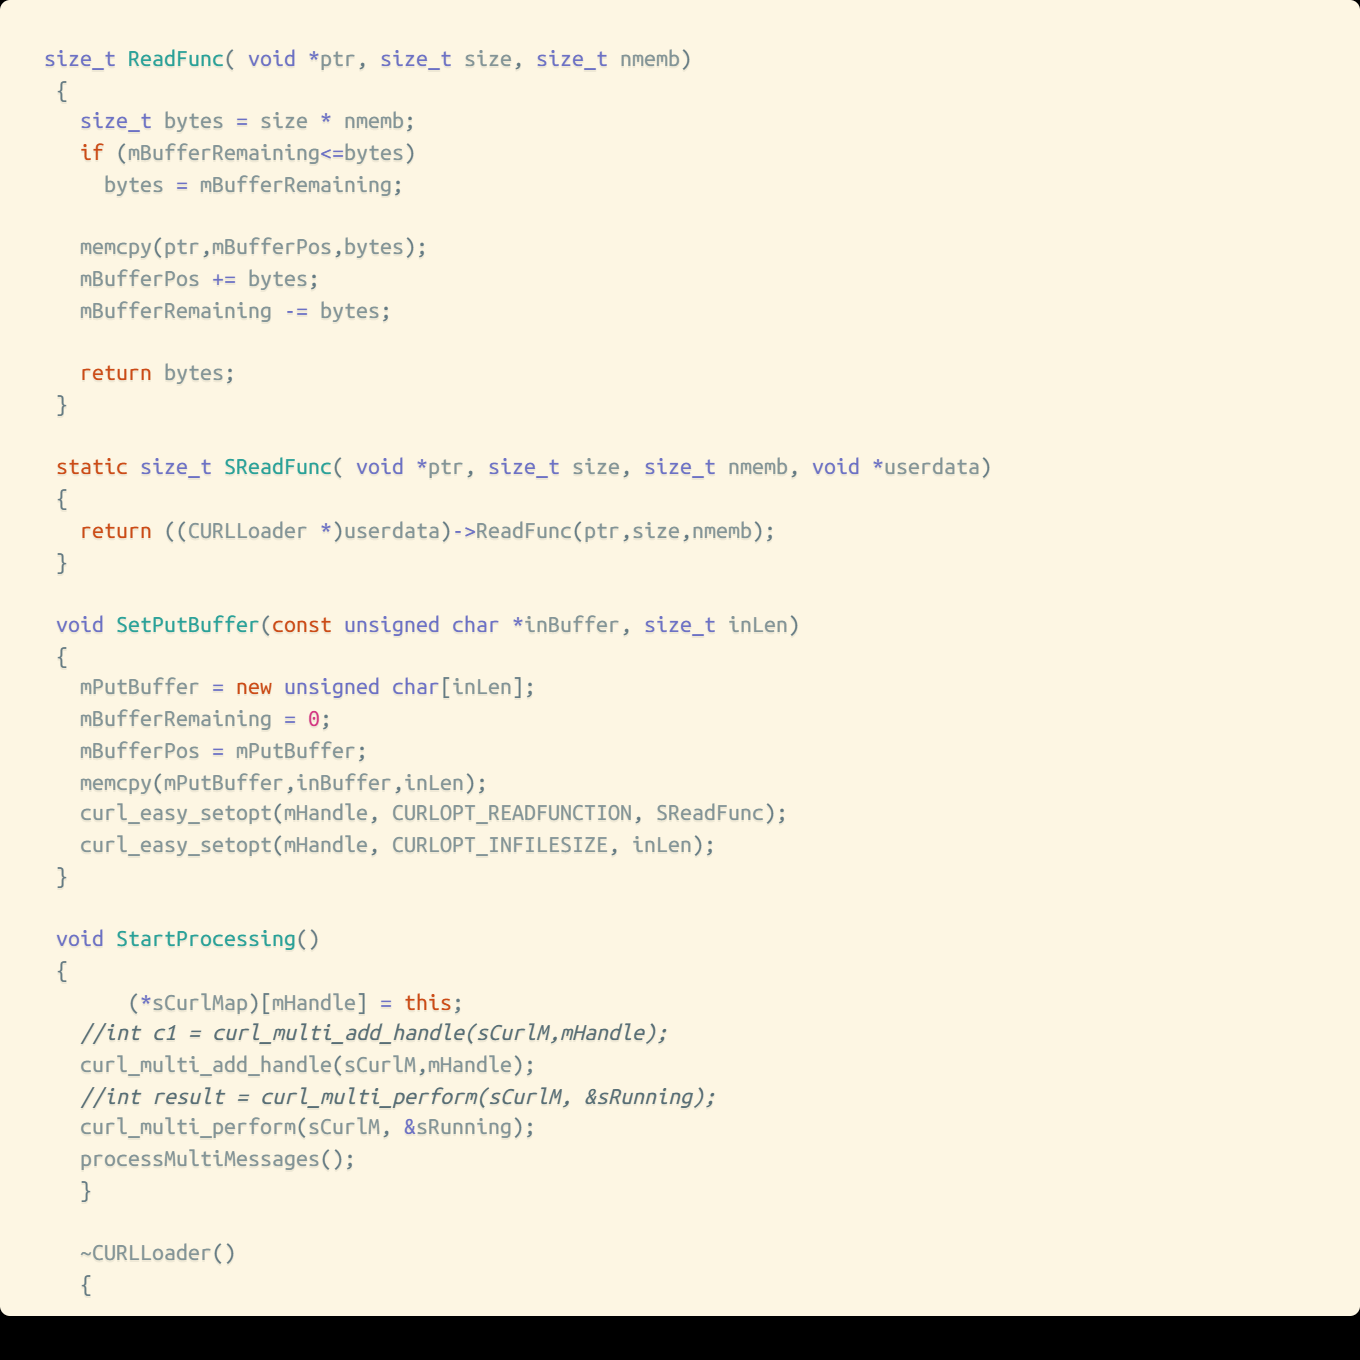 size_t ReadFunc( void *ptr, size_t size, size_t nmemb)
 {
   size_t bytes = size * nmemb;
   if (mBufferRemaining<=bytes)
     bytes = mBufferRemaining;

   memcpy(ptr,mBufferPos,bytes);
   mBufferPos += bytes;
   mBufferRemaining -= bytes;

   return bytes;
 }

 static size_t SReadFunc( void *ptr, size_t size, size_t nmemb, void *userdata)
 {
   return ((CURLLoader *)userdata)->ReadFunc(ptr,size,nmemb);
 }

 void SetPutBuffer(const unsigned char *inBuffer, size_t inLen)
 {
   mPutBuffer = new unsigned char[inLen];
   mBufferRemaining = 0;
   mBufferPos = mPutBuffer;
   memcpy(mPutBuffer,inBuffer,inLen);
   curl_easy_setopt(mHandle, CURLOPT_READFUNCTION, SReadFunc);
   curl_easy_setopt(mHandle, CURLOPT_INFILESIZE, inLen);
 }

 void StartProcessing()
 {
       (*sCurlMap)[mHandle] = this;
   //int c1 = curl_multi_add_handle(sCurlM,mHandle);
   curl_multi_add_handle(sCurlM,mHandle);
   //int result = curl_multi_perform(sCurlM, &sRunning);
   curl_multi_perform(sCurlM, &sRunning);
   processMultiMessages();
   }

   ~CURLLoader()
   {